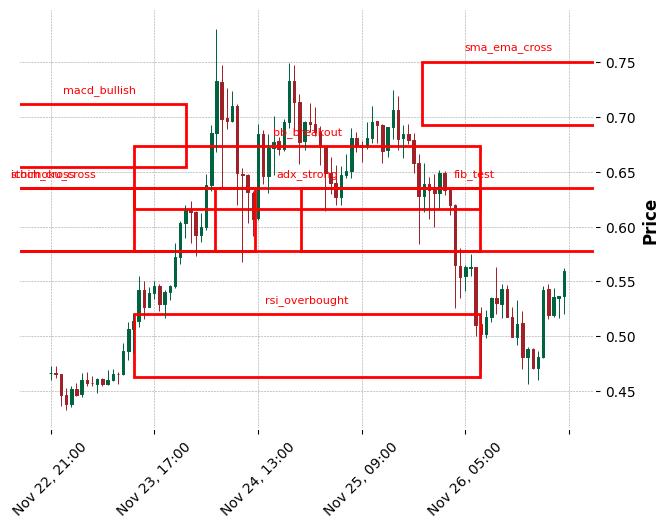 sma_ema_cross
0.75
macd_bullish
0.70
bb_breakout
adx_strong
fib_test
0.65
0.60
Price
0.55
rsi_overbought
0.50
0.45
Nov 22, 21:00
Nov 23, 17:00
Nov 24, 13:00
Nov 25, 09:00
Nov 26, 05:00